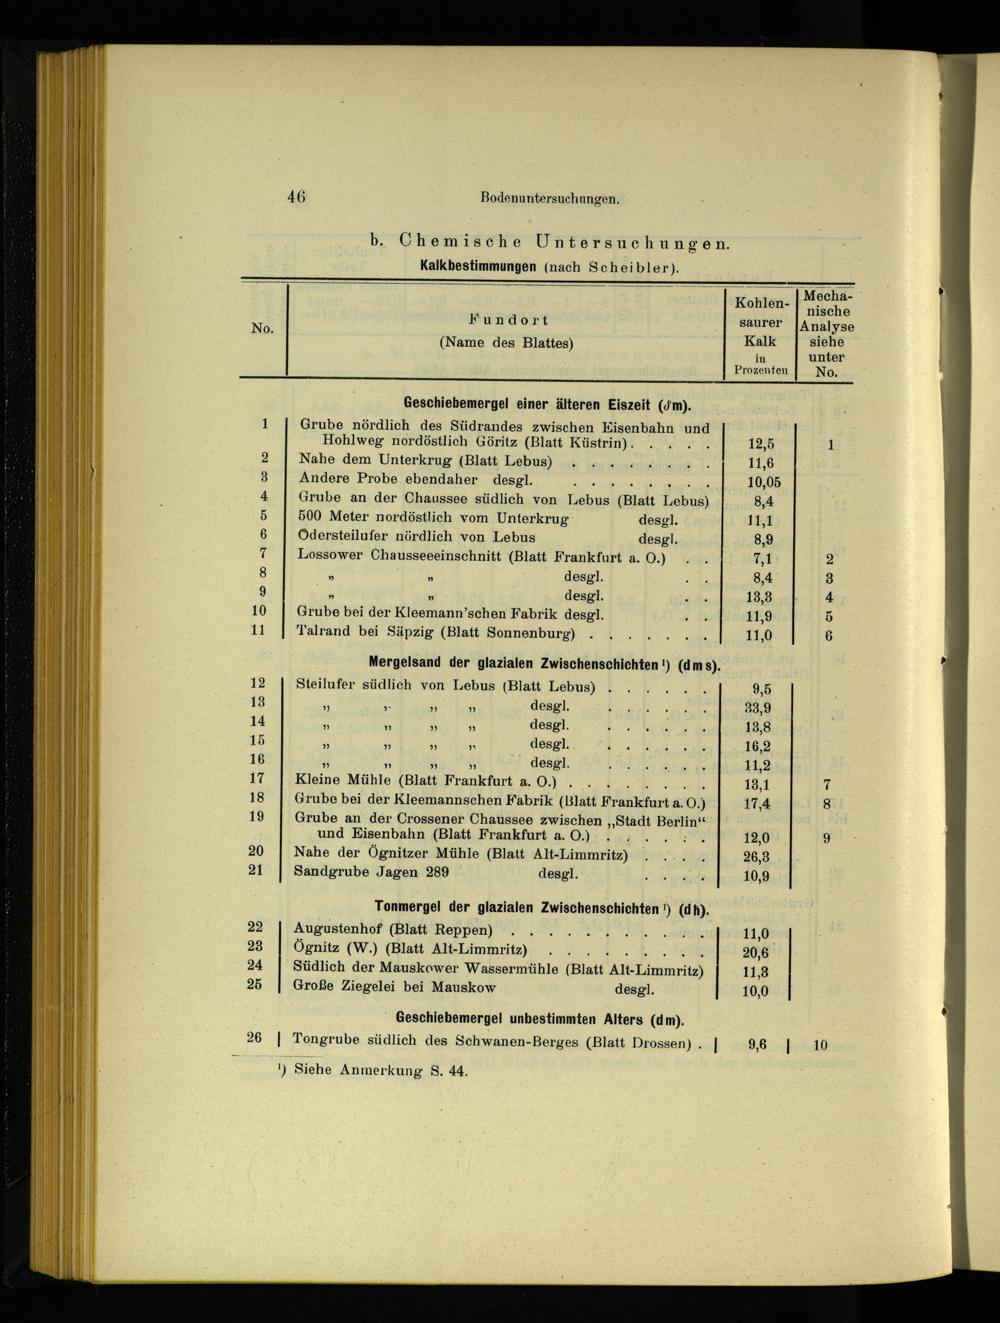 46 Bodenuntersuchungen.
b. Chemische Untersuchungen.
Kalkbestimmungen (nach Scheibler).
No. Fundort (Name des Blattes) Kohlensaurer Kalk in Prozenten Mechanische Analyse siehe unter No.
Geschiebemergel einer älteren Eiszeit (δm).
1 Grube nördlich des Südrandes zwischen Eisenbahn und
Hohlweg nordöstlich Göritz (Blatt Küstrin) . . . . . 12,5 1
2 Nahe dem Unterkrug (Blatt Lebus) . . . . . . . . 11,6
3 Andere Probe ebendaher desgl. . . . . . . . . 10,05
4 Grube an der Chaussee südlich von Lebus (Blatt Lebus) 8,4
5 500 Meter nordöstlich vom Unterkrug desgl. 11,1
6 Odersteilufer nördlich von Lebus desgl. 8,9
7 Lossower Chausseeeinschnitt (Blatt Frankfurt a. O.) . . 7,1 2
8 „ „ desgl. . . 8,4 3
9 „ „ desgl. . . 13,3 4
10 Grube bei der Kleemann'schen Fabrik desgl. . . 11,9 5
11 Talrand bei Säpzig (Blatt Sonnenburg) . . . . . . . 11,0 6
Mergelsand der glazialen Zwischenschichten ¹) (dms).
12 Steilufer südlich von Lebus (Blatt Lebus) . . . . . . 9,5
13 „ „ „ „ desgl. . . . . . . 33,9
14 „ „ „ „ desgl. . . . . . . 13,8
15 „ „ „ „ desgl. . . . . . . 16,2
16 „ „ „ „ desgl. . . . . . . 11,2
17 Kleine Mühle (Blatt Frankfurt a. O.) . . . . . . . . 13,1 7
18 Grube bei der Kleemannschen Fabrik (Blatt Frankfurt a. O.) 17,4 8
19 Grube an der Crossener Chaussee zwischen „Stadt Berlin“
und Eisenbahn (Blatt Frankfurt a. O.) . . . . . . 12,0 9
20 Nahe der Ögnitzer Mühle (Blatt Alt-Limmritz) . . . . 26,3
21 Sandgrube Jagen 289 desgl. . . . . 10,9
Tonmergel der glazialen Zwischenschichten ¹) (dh).
22 Augustenhof (Blatt Reppen) . . . . . . . . . . . 11,0
23 Ögnitz (W.) (Blatt Alt-Limmritz) . . . . . . . . . 20,6
24 Südlich der Mauskower Wassermühle (Blatt Alt-Limmritz) 11,3
25 Große Ziegelei bei Mauskow desgl. 10,0
Geschiebemergel unbestimmten Alters (dm).
26 Tongrube südlich des Schwanen-Berges (Blatt Drossen) . 9,6 10
¹) Siehe Anmerkung S. 44.